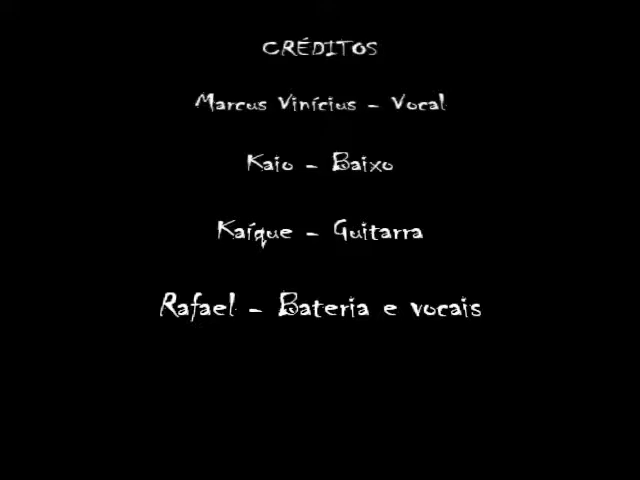 CRÉDITOS
Marcus Vinícius - Vocal
Kaio - Baixo
Kaíque - Guitarra
Rafael - Bateria e vocais